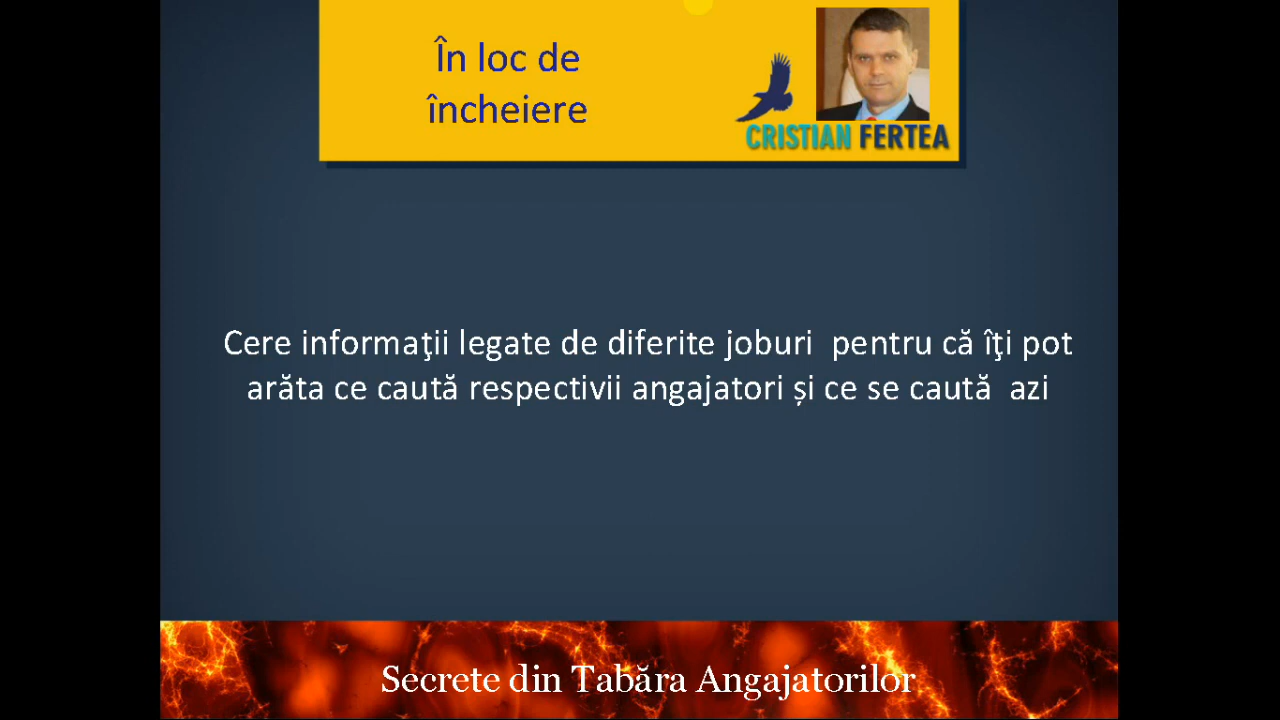 În loc de
încheiere
CRISTIAN FERTEA
Cere informaţii legate de diferite joburi pentru că îţi pot
arăta ce caută respectivii angajatori și ce se caută azi
Secrete din Tabăra Angajatorilor